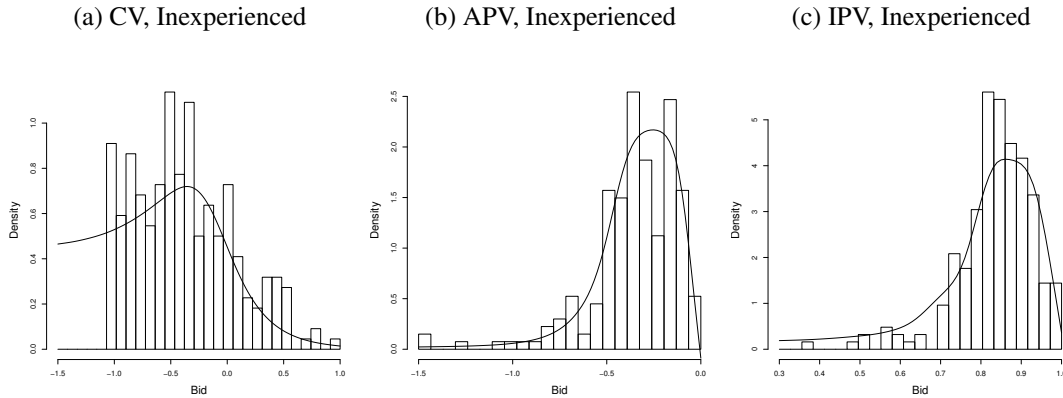 (a) CV, Inexperienced
(b) APV, Inexperienced
(c) IPV, Inexperienced
Density
0.0 0.2 0.4 0.6 0.8 1.0
−1.5 −1.0 −0.5 0.0 0.5 1.0
Bid
Density
0.0 0.5 1.0 1.5 2.0 2.5
−1.5 −1.0 −0.5 0.0
Bid
Density
0 1 2 3 4 5
0.3 0.4 0.5 0.6 0.7 0.8 0.9 1.0
Bid